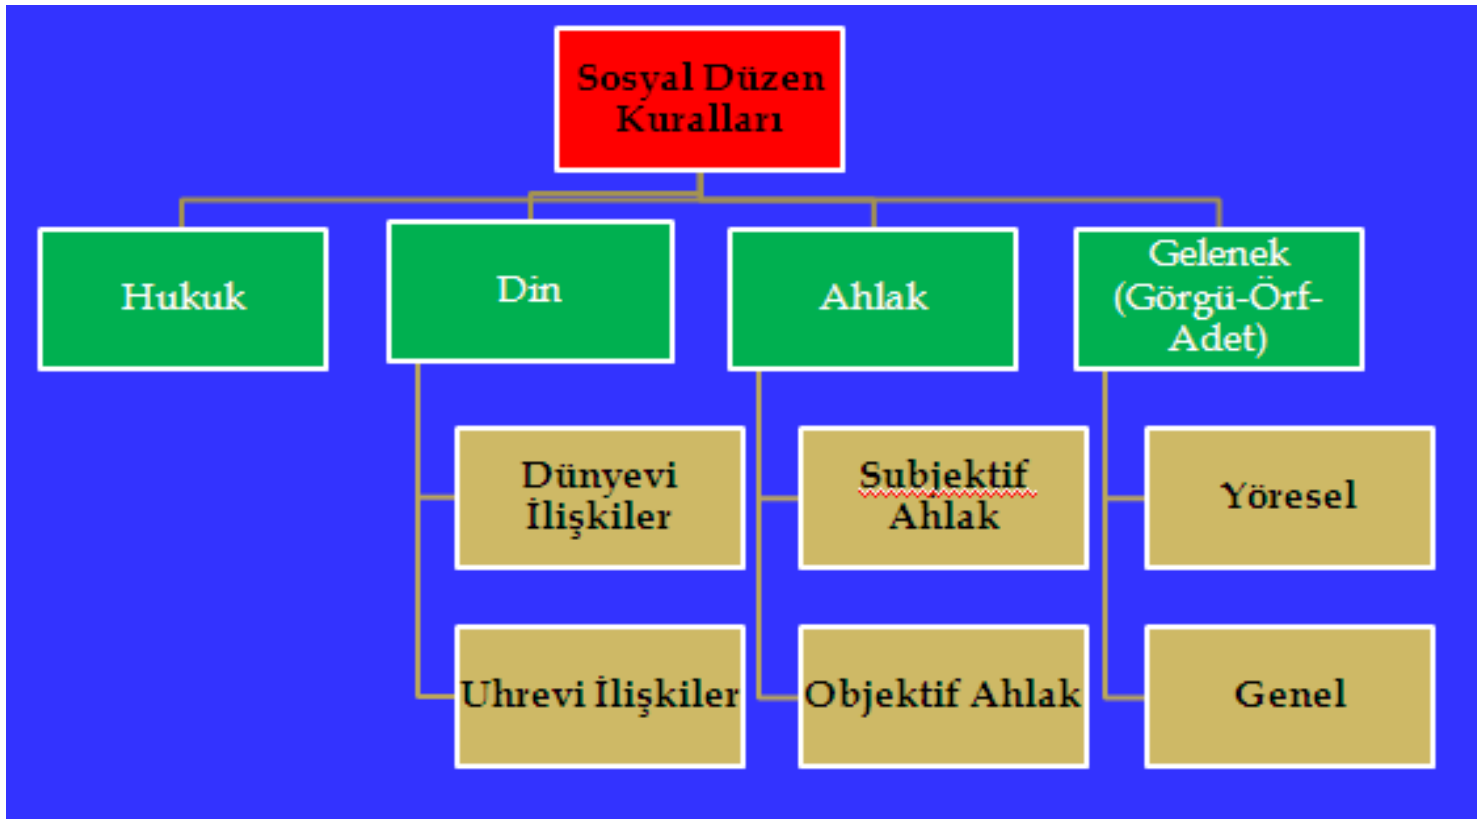 Sosyal Düzen
Kuralları
Hukuk
Din
Ahlak
Gelenek
(Görgü-Örf-
Adet)
Dünyevi
İlişkiler
Subjektif
Ahlak
Yöresel
Uhrevi İlişkiler
Objektif Ahlak
Genel